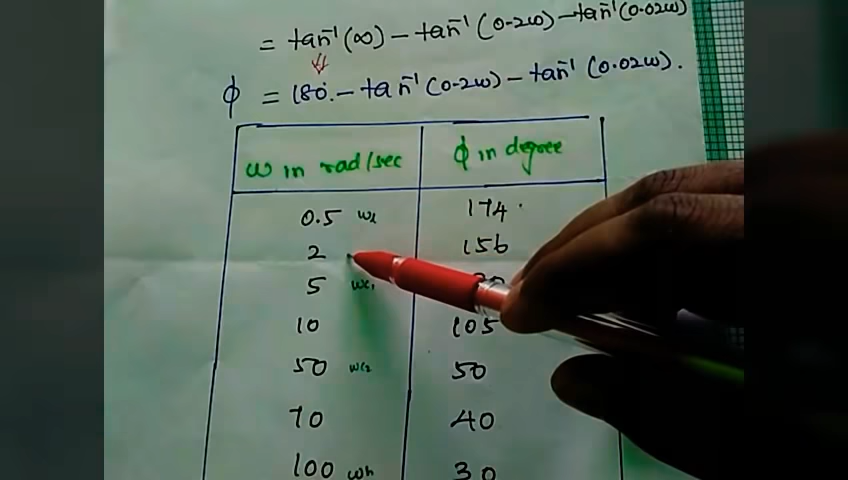 = tan⁻¹(∞) - tan⁻¹(0.2ω) - tan⁻¹(0.02ω)
ϕ = 180. - tan⁻¹(0.2ω) - tan⁻¹(0.02ω).
ω in rad/sec ϕ in degree
0.5 ωl 174.
2 156
5 ωc1
10 105
50 ωc2 50
70 40
100 ωh 30